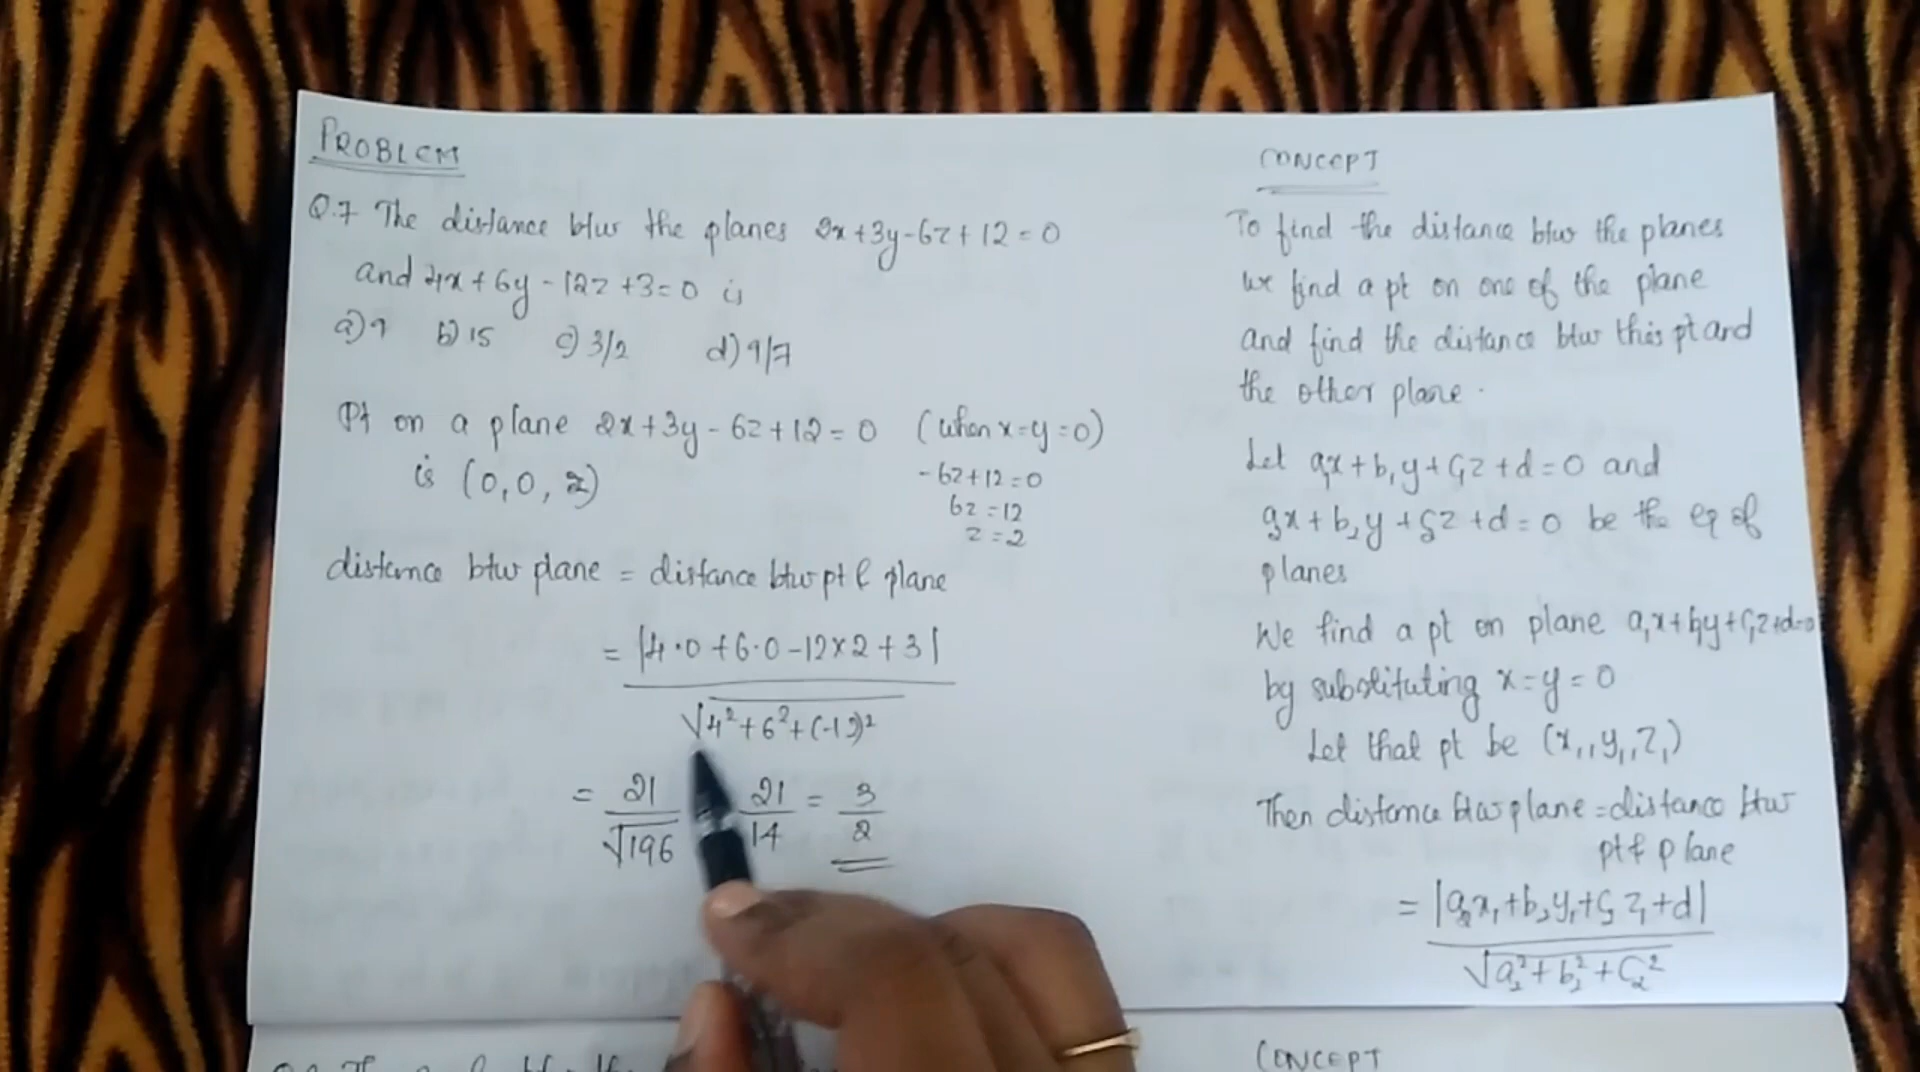 PROBLEM
Q.7 The distance btw the planes 2x+3y-6z+12=0
and 4x+6y-12z+3=0 is
a) 9 b) 15 c) 3/2 d) 9/7
Pt on a plane 2x+3y-6z+12=0 (when x=y=0)
is (0,0,2)
-6z+12=0
6z=12
z=2
distance btw plane = distance btw pt & plane
= |4·0+6·0-12×2+3|
√4²+6²+(-12)²
= 21/√196 = 21/14 = 3/2
CONCEPT
To find the distance btw the planes
we find a pt on one of the plane
and find the distance btw this pt and
the other plane.
Let a₁x+b₁y+c₁z+d=0 and
a₂x+b₂y+c₂z+d=0 be the eq of
planes
We find a pt on plane a₁x+b₁y+c₁z+d=0
by substituting x=y=0
Let that pt be (x₁,y₁,z₁)
Then distance btw plane = distance btw
pt & plane
= |a₂x₁+b₂y₁+c₂z₁+d|
√a₂²+b₂²+c₂²
CONCEPT